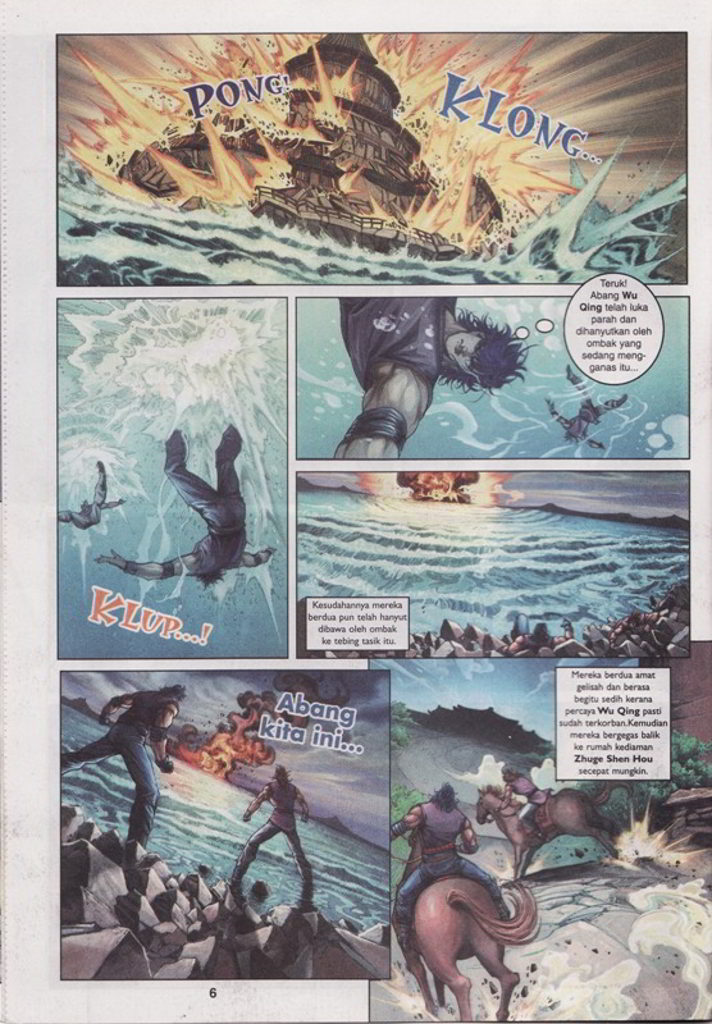 PONG!
KLONG...
Teruk!
Abang Wu
Qing telah luka
parah dan
dihanyutkan oleh
ombak yang
sedang meng-
ganas itu...
KLUP...!
Kesudahannya mereka
berdua pun telah hanyut
dibawa oleh ombak
ke tebing tasik itu.
Abang
kita ini...
Mereka berdua amat
gelisah dan berasa
begitu sedih kerana
percaya Wu Qing pasti
sudah terkorban.Kemudian
mereka bergegas balik
ke rumah kediaman
Zhuge Shen Hou
secepat mungkin.
6